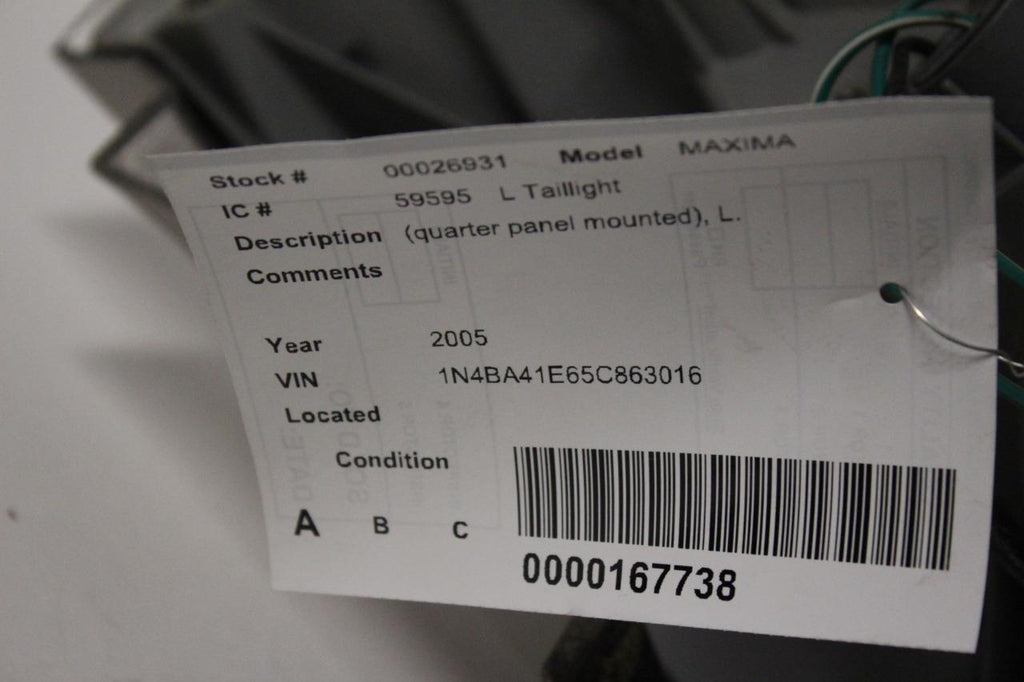 Stock # 00026931 Model MAXIMA
IC # 59595 L Taillight
Description (quarter panel mounted), L.
Comments
Year 2005
VIN 1N4BA41E65C863016
Located
Condition
A B C
0000167738